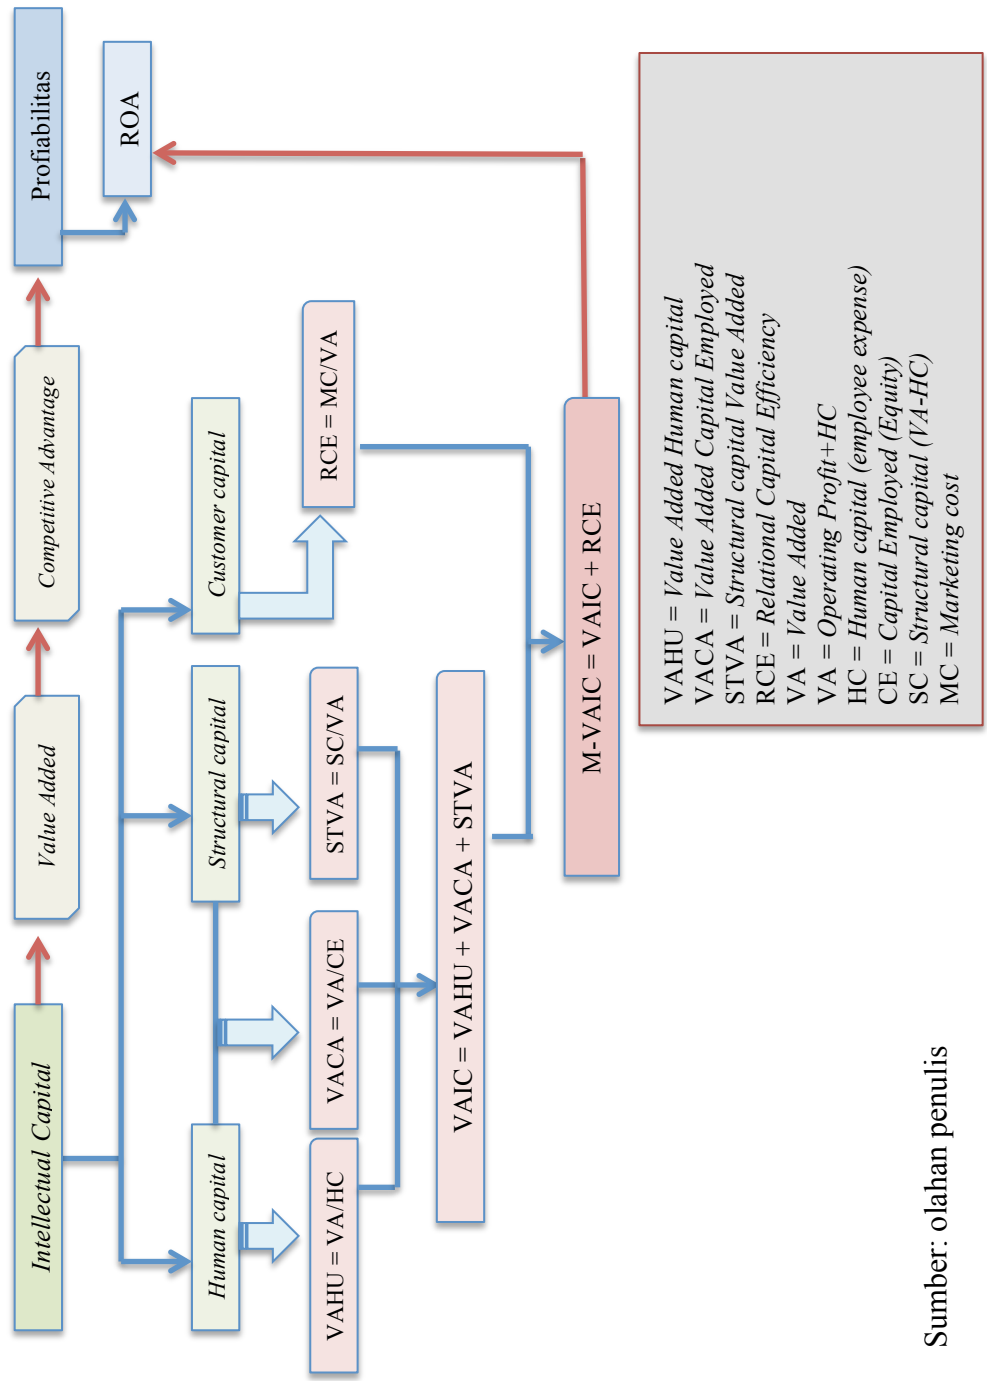 Intellectual Capital
Value Added
Competitive Advantage
Profiabilitas
ROA
Human capital
Structural capital
Customer capital
VAHU = VA/HC
VACA = VA/CE
STVA = SC/VA
RCE = MC/VA
VAIC = VAHU + VACA + STVA
M-VAIC = VAIC + RCE
VAHU = Value Added Human capital
VACA = Value Added Capital Employed
STVA = Structural capital Value Added
RCE = Relational Capital Efficiency
VA = Value Added
VA = Operating Profit+HC
HC = Human capital (employee expense)
CE = Capital Employed (Equity)
SC = Structural capital (VA-HC)
MC = Marketing cost
Sumber: olahan penulis